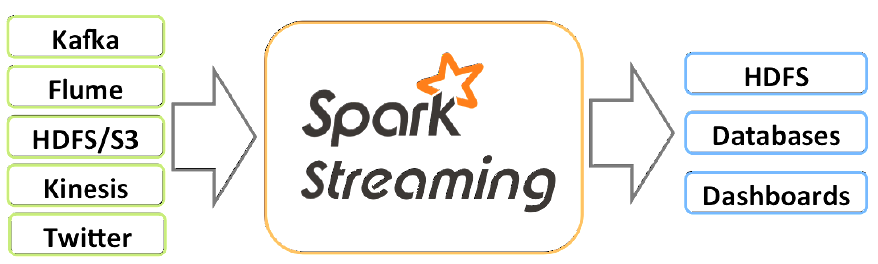 Kafka
Flume
HDFS/S3
Kinesis
Twitter
Spark
Streaming
HDFS
Databases
Dashboards